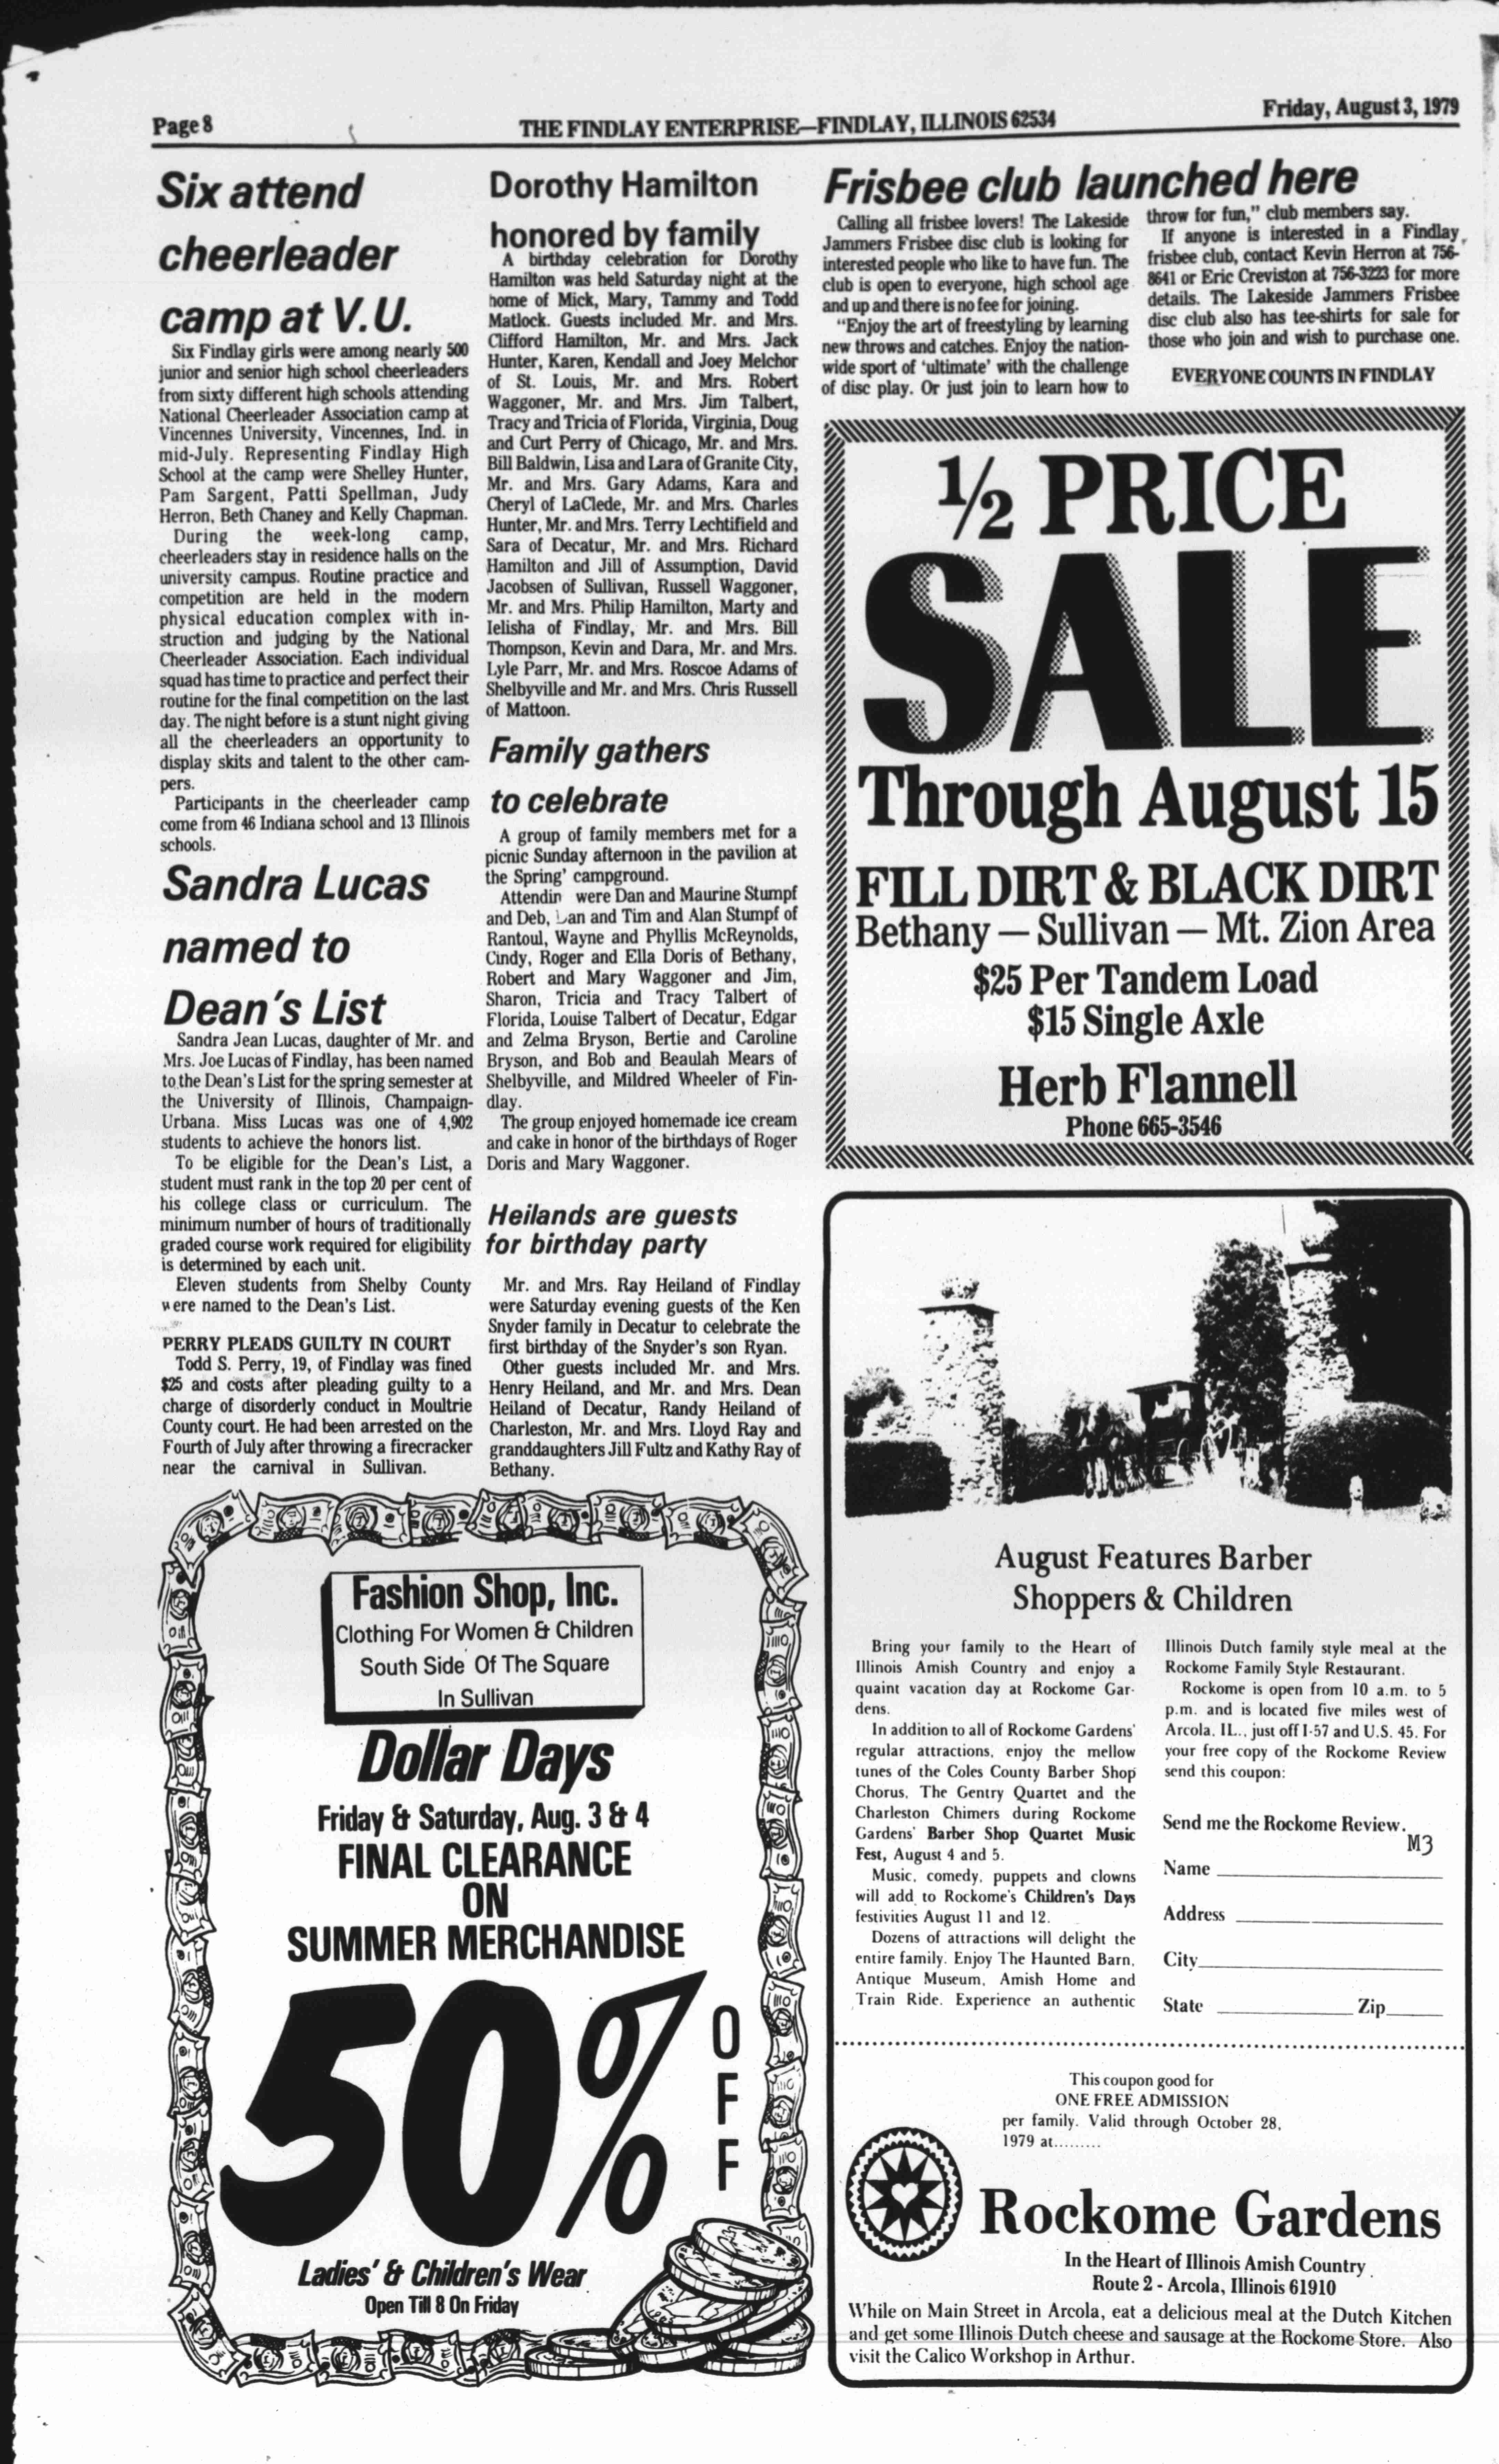 Page 8
THE FINDLAY ENTERPRISE—FINDLAY, ILLINOIS 62534
Friday, August 3, 1979
Six attend
cheerleader
camp at V.U.
Six Findlay girls were among nearly 500
junior and senior high school cheerleaders
from sixty different high schools attending
National Cheerleader Association camp at
Vincennes University, Vincennes, Ind. in
mid-July. Representing Findlay High
School at the camp were Shelley Hunter,
Pam Sargent, Patti Spellman, Judy
Herron, Beth Chaney and Kelly Chapman.
During the week-long camp,
cheerleaders stay in residence halls on the
university campus. Routine practice and
competition are held in the modern
physical education complex with in-
struction and judging by the National
Cheerleader Association. Each individual
squad has time to practice and perfect their
routine for the final competition on the last
day. The night before is a stunt night giving
all the cheerleaders an opportunity to
display skits and talent to the other cam-
pers.
Participants in the cheerleader camp
come from 46 Indiana school and 13 Illinois
schools.
Sandra Lucas
named to
Dean's List
Sandra Jean Lucas, daughter of Mr. and
Mrs. Joe Lucas of Findlay, has been named
to the Dean's List for the spring semester at
the University of Illinois, Champaign-
Urbana. Miss Lucas was one of 4,902
students to achieve the honors list.
To be eligible for the Dean's List, a
student must rank in the top 20 per cent of
his college class or curriculum. The
minimum number of hours of traditionally
graded course work required for eligibility
is determined by each unit.
Eleven students from Shelby County
were named to the Dean's List.
PERRY PLEADS GUILTY IN COURT
Todd S. Perry, 19, of Findlay was fined
$25 and costs after pleading guilty to a
charge of disorderly conduct in Moultrie
County court. He had been arrested on the
Fourth of July after throwing a firecracker
near the carnival in Sullivan.
Dorothy Hamilton
honored by family
A birthday celebration for Dorothy
Hamilton was held Saturday night at the
home of Mick, Mary, Tammy and Todd
Matlock. Guests included Mr. and Mrs.
Clifford Hamilton, Mr. and Mrs. Jack
Hunter, Karen, Kendall and Joey Melchor
of St. Louis, Mr. and Mrs. Robert
Waggoner, Mr. and Mrs. Jim Talbert,
Tracy and Tricia of Florida, Virginia, Doug
and Curt Perry of Chicago, Mr. and Mrs.
Bill Baldwin, Lisa and Lara of Granite City,
Mr. and Mrs. Gary Adams, Kara and
Cheryl of LaClede, Mr. and Mrs. Charles
Hunter, Mr. and Mrs. Terry Lechtifield and
Sara of Decatur, Mr. and Mrs. Richard
Hamilton and Jill of Assumption, David
Jacobsen of Sullivan, Russell Waggoner,
Mr. and Mrs. Philip Hamilton, Marty and
Ielisha of Findlay, Mr. and Mrs. Bill
Thompson, Kevin and Dara, Mr. and Mrs.
Lyle Parr, Mr. and Mrs. Roscoe Adams of
Shelbyville and Mr. and Mrs. Chris Russell
of Mattoon.
Family gathers
to celebrate
A group of family members met for a
picnic Sunday afternoon in the pavilion at
the Spring' campground.
Attendin were Dan and Maurine Stumpf
and Deb, Lan and Tim and Alan Stumpf of
Rantoul, Wayne and Phyllis McReynolds,
Cindy, Roger and Ella Doris of Bethany,
Robert and Mary Waggoner and Jim,
Sharon, Tricia and Tracy Talbert of
Florida, Louise Talbert of Decatur, Edgar
and Zelma Bryson, Bertie and Caroline
Bryson, and Bob and Beaulah Mears of
Shelbyville, and Mildred Wheeler of Fin-
dlay.
The group enjoyed homemade ice cream
and cake in honor of the birthdays of Roger
Doris and Mary Waggoner.
Heilands are guests
for birthday party
Mr. and Mrs. Ray Heiland of Findlay
were Saturday evening guests of the Ken
Snyder family in Decatur to celebrate the
first birthday of the Snyder's son Ryan.
Other guests included Mr. and Mrs.
Henry Heiland, and Mr. and Mrs. Dean
Heiland of Decatur, Randy Heiland of
Charleston, Mr. and Mrs. Lloyd Ray and
granddaughters Jill Fultz and Kathy Ray of
Bethany.
Frisbee club launched here
Calling all frisbee lovers! The Lakeside
Jammers Frisbee disc club is looking for
interested people who like to have fun. The
club is open to everyone, high school age
and up and there is no fee for joining.
"Enjoy the art of freestyling by learning
new throws and catches. Enjoy the nation-
wide sport of 'ultimate' with the challenge
of disc play. Or just join to learn how to
throw for fun," club members say.
If anyone is interested in a Findlay
frisbee club, contact Kevin Herron at 756-
8641 or Eric Creviston at 756-3223 for more
details. The Lakeside Jammers Frisbee
disc club also has tee-shirts for sale for
those who join and wish to purchase one.
EVERYONE COUNTS IN FINDLAY
½ PRICE
SALE
Through August 15
FILL DIRT & BLACK DIRT
Bethany — Sullivan — Mt. Zion Area
$25 Per Tandem Load
$15 Single Axle
Herb Flannell
Phone 665-3546
Fashion Shop, Inc.
Clothing For Women & Children
South Side Of The Square
In Sullivan
Dollar Days
Friday & Saturday, Aug. 3 & 4
FINAL CLEARANCE
ON
SUMMER MERCHANDISE
50% OFF
Ladies' & Children's Wear
Open Till 8 On Friday
August Features Barber
Shoppers & Children
Bring your family to the Heart of
Illinois Amish Country and enjoy a
quaint vacation day at Rockome Gar-
dens.
In addition to all of Rockome Gardens'
regular attractions, enjoy the mellow
tunes of the Coles County Barber Shop
Chorus, The Gentry Quartet and the
Charleston Chimers during Rockome
Gardens' Barber Shop Quartet Music
Fest, August 4 and 5.
Music, comedy, puppets and clowns
will add to Rockome's Children's Days
festivities August 11 and 12.
Dozens of attractions will delight the
entire family. Enjoy The Haunted Barn,
Antique Museum, Amish Home and
Train Ride. Experience an authentic
Illinois Dutch family style meal at the
Rockome Family Style Restaurant.
Rockome is open from 10 a.m. to 5
p.m. and is located five miles west of
Arcola, IL., just off I-57 and U.S. 45. For
your free copy of the Rockome Review
send this coupon:
Send me the Rockome Review.
M3
Name
Address
City
State Zip
This coupon good for
ONE FREE ADMISSION
per family. Valid through October 28,
1979 at.........
Rockome Gardens
In the Heart of Illinois Amish Country
Route 2 - Arcola, Illinois 61910
While on Main Street in Arcola, eat a delicious meal at the Dutch Kitchen
and get some Illinois Dutch cheese and sausage at the Rockome Store. Also
visit the Calico Workshop in Arthur.